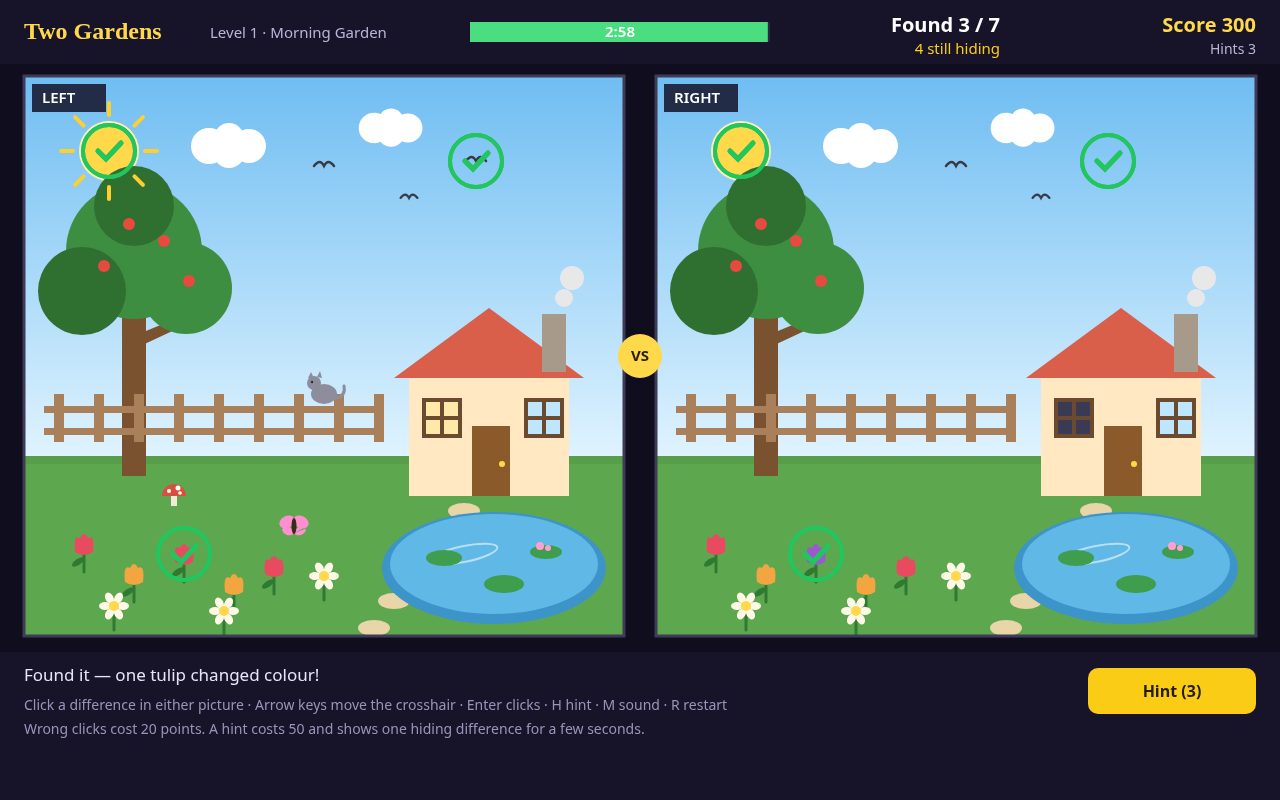 Two Gardens
Level 1 · Morning Garden
2:58
Found 3 / 7
4 still hiding
Score 300
Hints 3
LEFT
RIGHT
VS
Found it — one tulip changed colour!
Click a difference in either picture · Arrow keys move the crosshair · Enter clicks · H hint · M sound · R restart
Wrong clicks cost 20 points. A hint costs 50 and shows one hiding difference for a few seconds.
Hint (3)